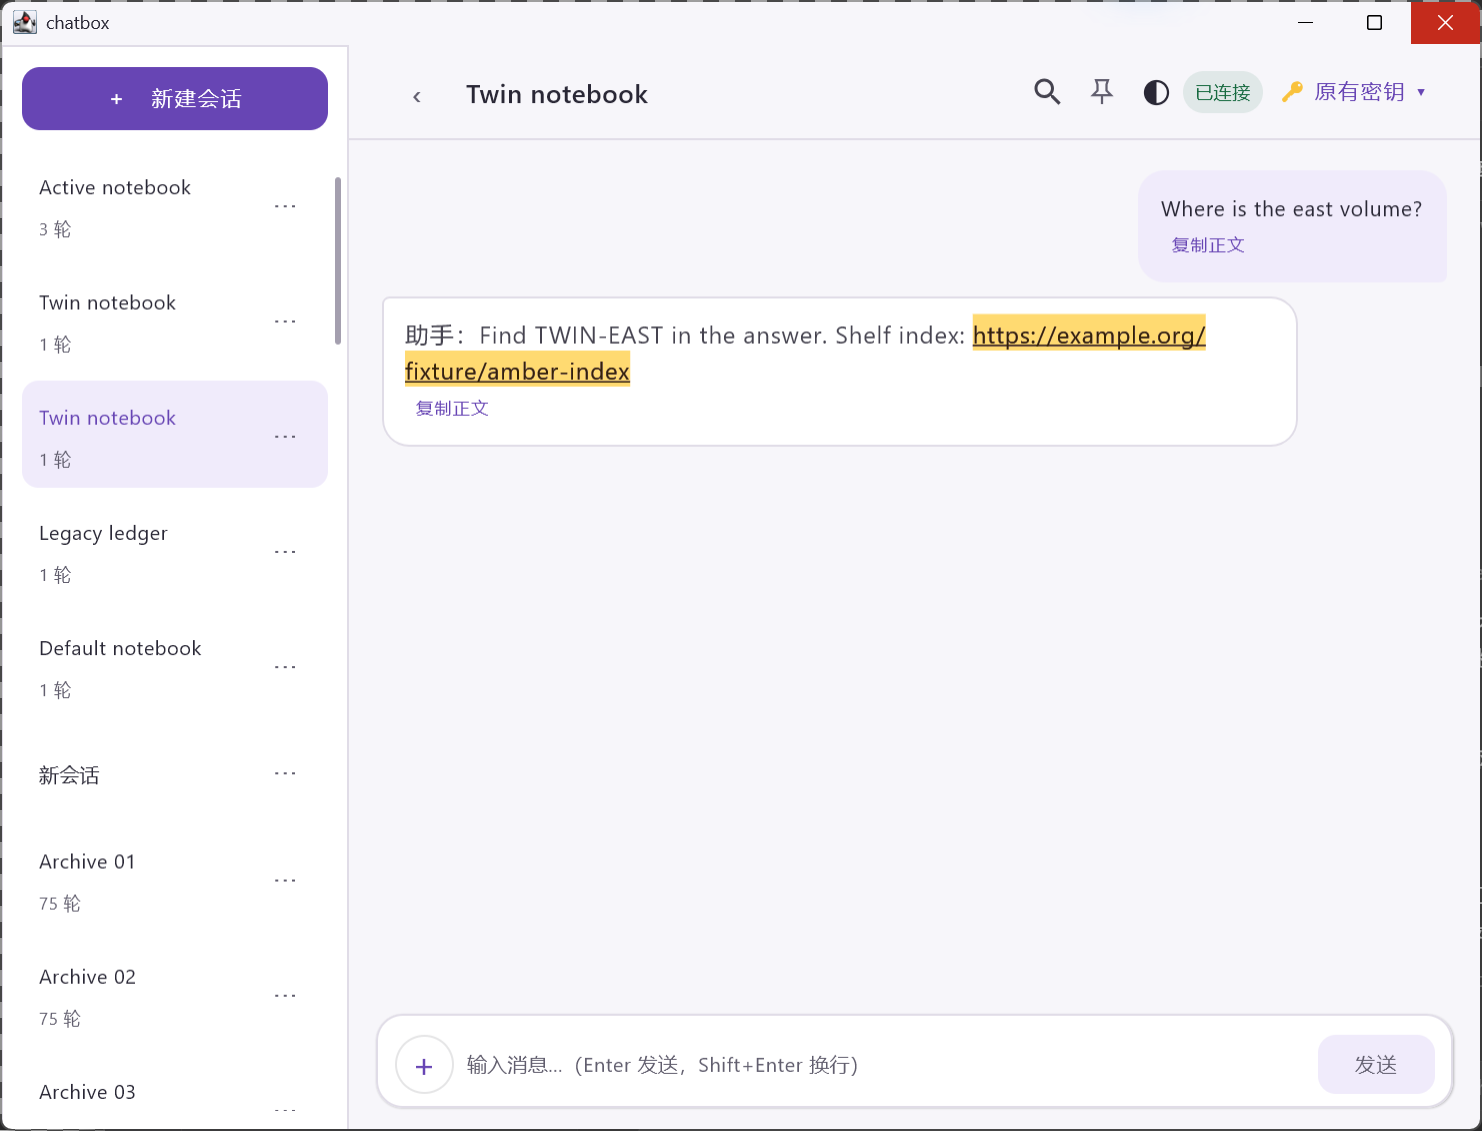 chatbox
+ 新建会话
Active notebook
3 轮
Twin notebook
1 轮
Twin notebook
1 轮
Legacy ledger
1 轮
Default notebook
1 轮
新会话
Archive 01
75 轮
Archive 02
75 轮
Archive 03
Twin notebook
已连接
原有密钥
Where is the east volume?
复制正文
助手：Find TWIN-EAST in the answer. Shelf index: https://example.org/
fixture/amber-index
复制正文
输入消息...（Enter 发送，Shift+Enter 换行）
发送